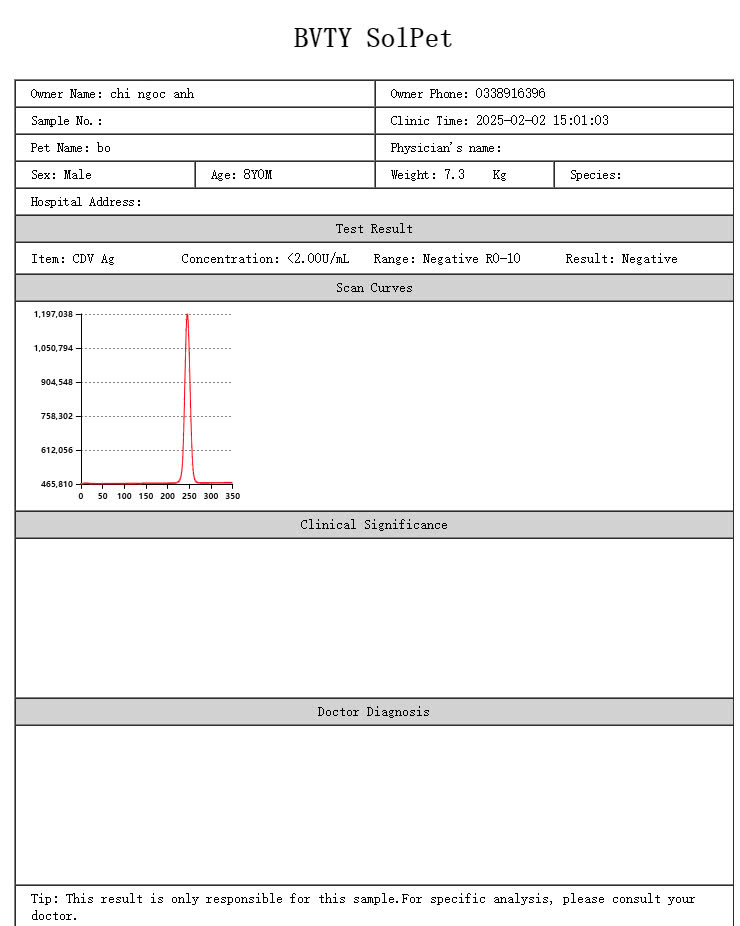 BVTY SolPet
Owner Name: chi ngoc anh Owner Phone: 0338916396
Sample No.: Clinic Time: 2025-02-02 15:01:03
Pet Name: bo Physician's name:
Sex: Male Age: 8Y0M Weight: 7.3 Kg Species:
Hospital Address:
Test Result
Item: CDV Ag Concentration: <2.00U/mL Range: Negative R0-10 Result: Negative
Scan Curves
1,197,038
1,050,794
904,548
758,302
612,056
465,810
0 50 100 150 200 250 300 350
Clinical Significance
Doctor Diagnosis
Tip: This result is only responsible for this sample.For specific analysis, please consult your
doctor.